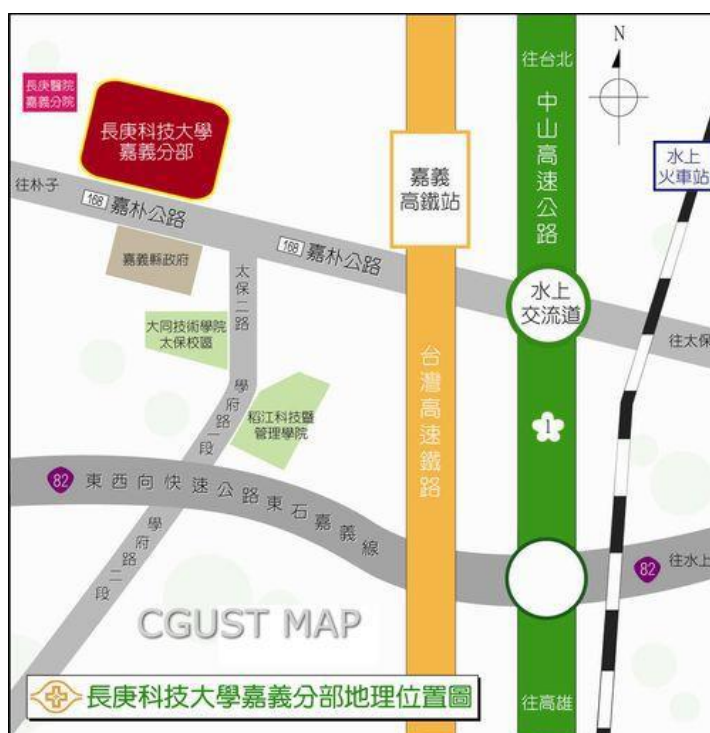 N
往台北
中山高速公路
長庚醫院
嘉義分院
長庚科技大學
嘉義分部
嘉義
高鐵站
水上
火車站
往朴子
168 嘉朴公路
168 嘉朴公路
嘉義縣政府
太保二路
水上
交流道
大同技術學院
太保校區
往太保
台灣高速鐵路
學府路一段
稻江科技暨
管理學院
1
82 東西向快速公路東石嘉義線
學府路二段
82 往水上
CGUST MAP
長庚科技大學嘉義分部地理位置圖
往高雄